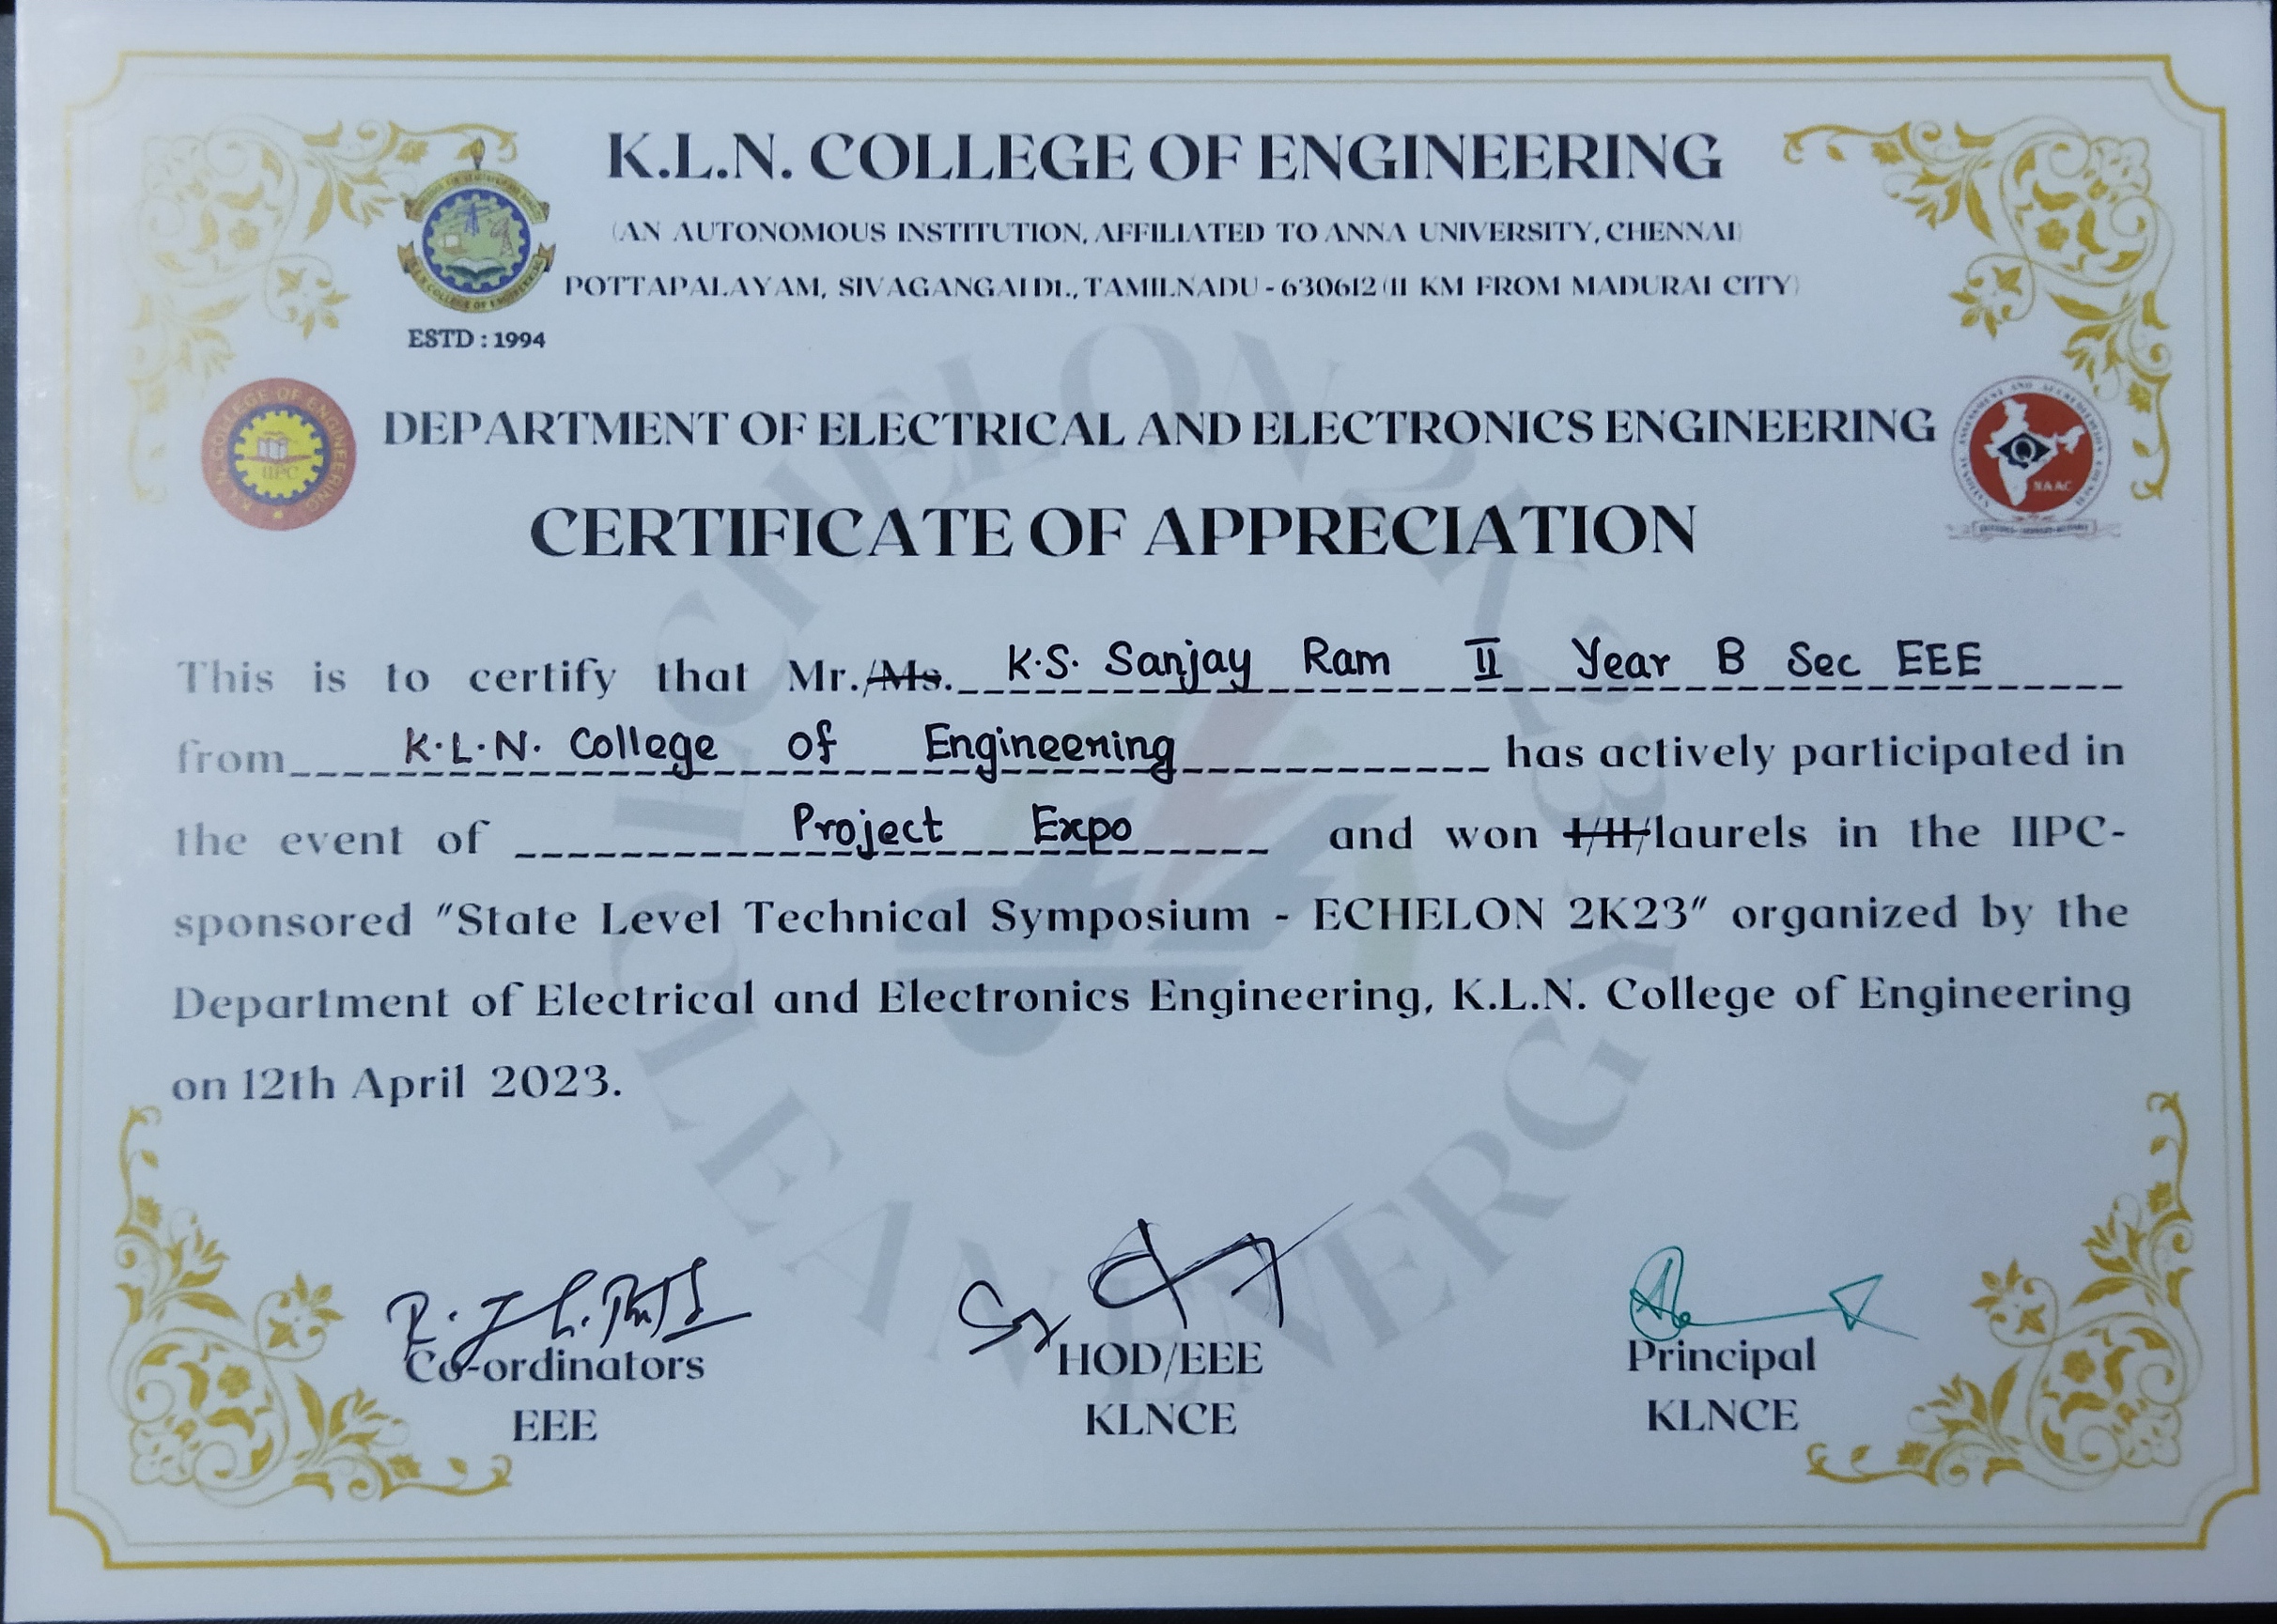 K.L.N. COLLEGE OF ENGINEERING
(AN AUTONOMOUS INSTITUTION, AFFILIATED TO ANNA UNIVERSITY, CHENNAI)
POTTAPALAYAM, SIVAGANGAI Dt., TAMILNADU - 630612 (11 KM FROM MADURAI CITY)
ESTD : 1994
K.L.N. COLLEGE OF ENGINEERING
IIPC
NAAC
DEPARTMENT OF ELECTRICAL AND ELECTRONICS ENGINEERING
CERTIFICATE OF APPRECIATION
This is to certify that Mr./Ms. K.S. Sanjay Ram II Year B Sec EEE
from K.L.N. College of Engineering has actively participated in
the event of Project Expo and won I/II/laurels in the IIPC-
sponsored "State Level Technical Symposium - ECHELON 2K23" organized by the
Department of Electrical and Electronics Engineering, K.L.N. College of Engineering
on 12th April 2023.
ECHELON 2K23
CLEAN ENERGY
Co-ordinators
EEE
HOD/EEE
KLNCE
Principal
KLNCE